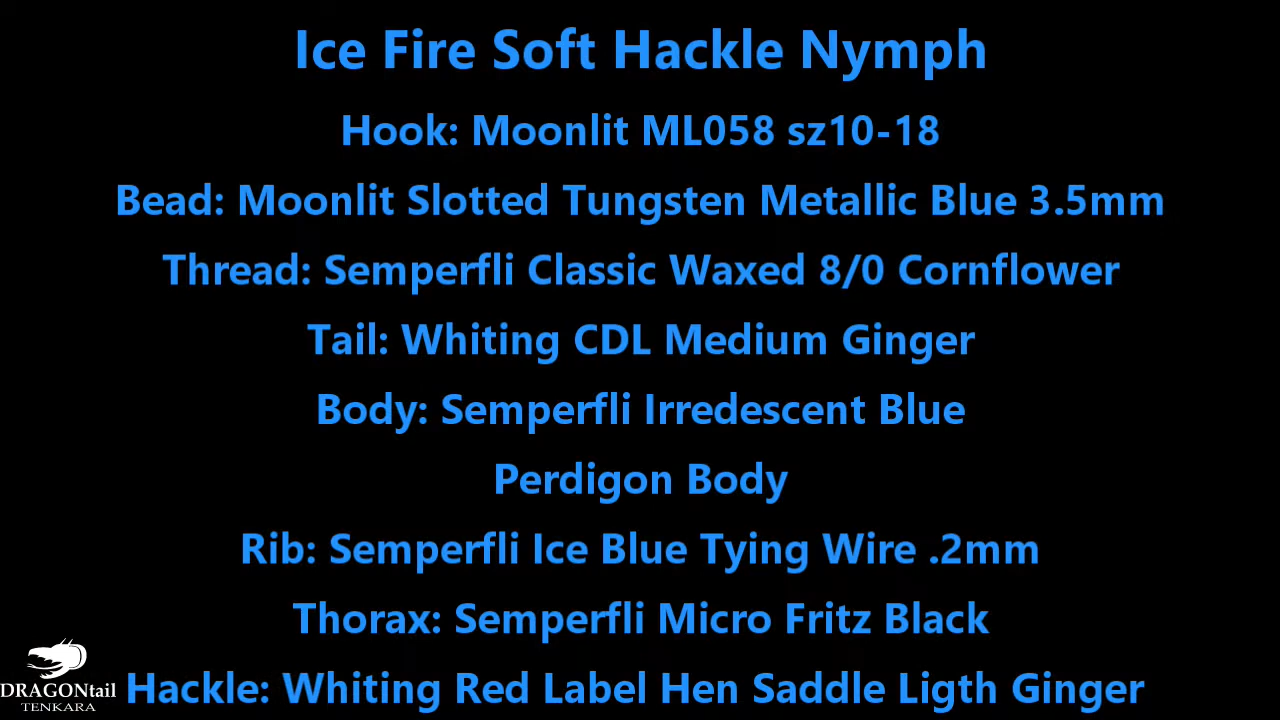 Ice Fire Soft Hackle Nymph
Hook: Moonlit ML058 sz10-18
Bead: Moonlit Slotted Tungsten Metallic Blue 3.5mm
Thread: Semperfli Classic Waxed 8/0 Cornflower
Tail: Whiting CDL Medium Ginger
Body: Semperfli Irredescent Blue
Perdigon Body
Rib: Semperfli Ice Blue Tying Wire .2mm
Thorax: Semperfli Micro Fritz Black
Hackle: Whiting Red Label Hen Saddle Ligth Ginger
DRAGONtail
TENKARA